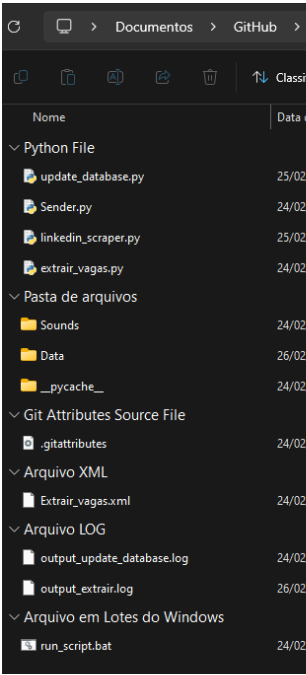 Documentos > GitHub >
Classi
Nome Data
Python File
update_database.py 25/02
Sender.py 24/02
linkedin_scraper.py 25/02
extrair_vagas.py 24/02
Pasta de arquivos
Sounds 24/02
Data 26/02
__pycache__ 24/02
Git Attributes Source File
.gitattributes 24/02
Arquivo XML
Extrair_vagas.xml 24/02
Arquivo LOG
output_update_database.log 24/02
output_extrair.log 26/02
Arquivo em Lotes do Windows
run_script.bat 24/02